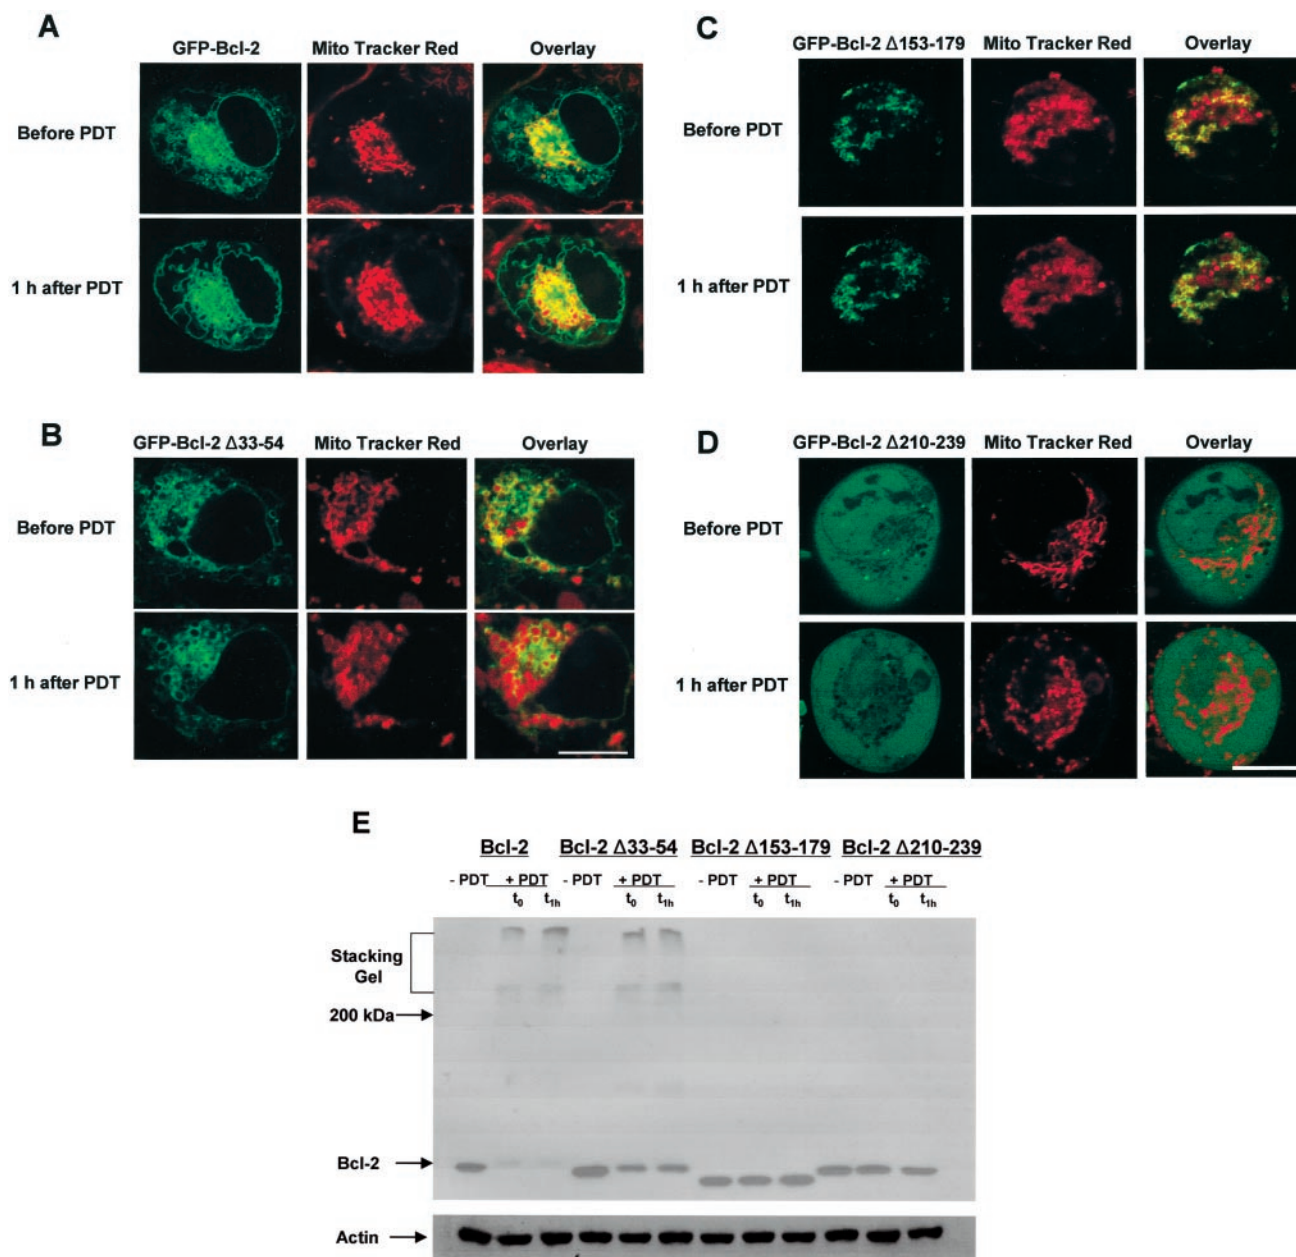 A
GFP-Bcl-2 Mito Tracker Red Overlay
Before PDT
1 h after PDT
B
GFP-Bcl-2 Δ33-54 Mito Tracker Red Overlay
Before PDT
1 h after PDT
C
GFP-Bcl-2 Δ153-179 Mito Tracker Red Overlay
Before PDT
1 h after PDT
D
GFP-Bcl-2 Δ210-239 Mito Tracker Red Overlay
Before PDT
1 h after PDT
E
Bcl-2 Bcl-2 Δ33-54 Bcl-2 Δ153-179 Bcl-2 Δ210-239
- PDT + PDT - PDT + PDT - PDT + PDT - PDT + PDT
t0 t1h t0 t1h t0 t1h t0 t1h
Stacking
Gel
200 kDa
Bcl-2
Actin